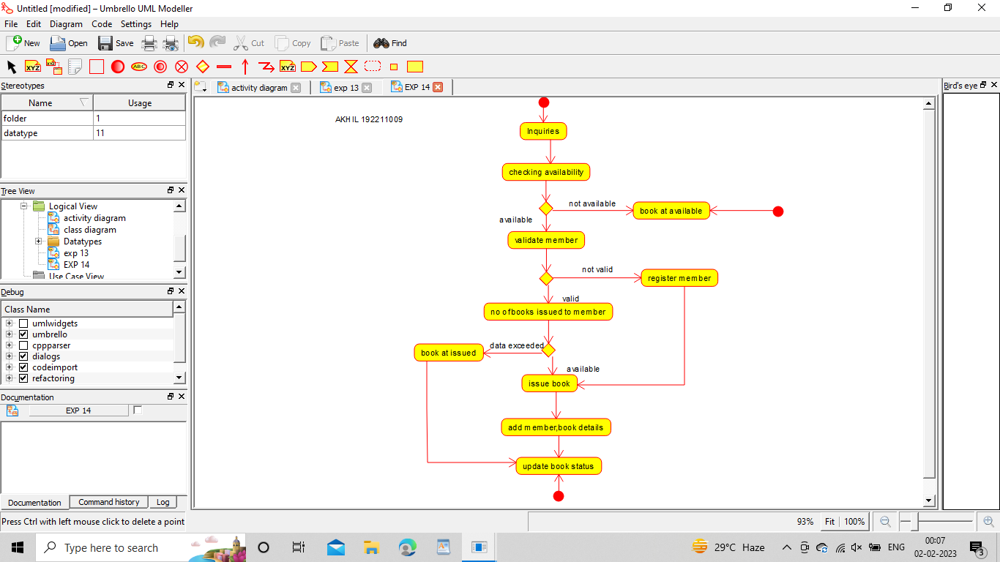 Untitled [modified] – Umbrello UML Modeller
File Edit Diagram Code Settings Help
New Open Save Cut Copy Paste Find
XYZ XYZ ABC XYZ
Stereotypes
Name Usage
folder 1
datatype 11
Tree View
Logical View
activity diagram
class diagram
Datatypes
exp 13
EXP 14
Use Case View
Debug
Class Name
umlwidgets
umbrello
cppparser
dialogs
codeimport
refactoring
Documentation
EXP 14
Documentation Command history Log
activity diagram exp 13 EXP 14
AKHIL 192211009
Inquiries
checking availability
not available
book at available
available
validate member
not valid
register member
valid
no of books issued to member
data exceeded
book at issued
available
issue book
add member,book details
update book status
Bird's eye
Press Ctrl with left mouse click to delete a point
93% Fit 100%
Type here to search
29°C Haze
ENG
00:07
02-02-2023
3